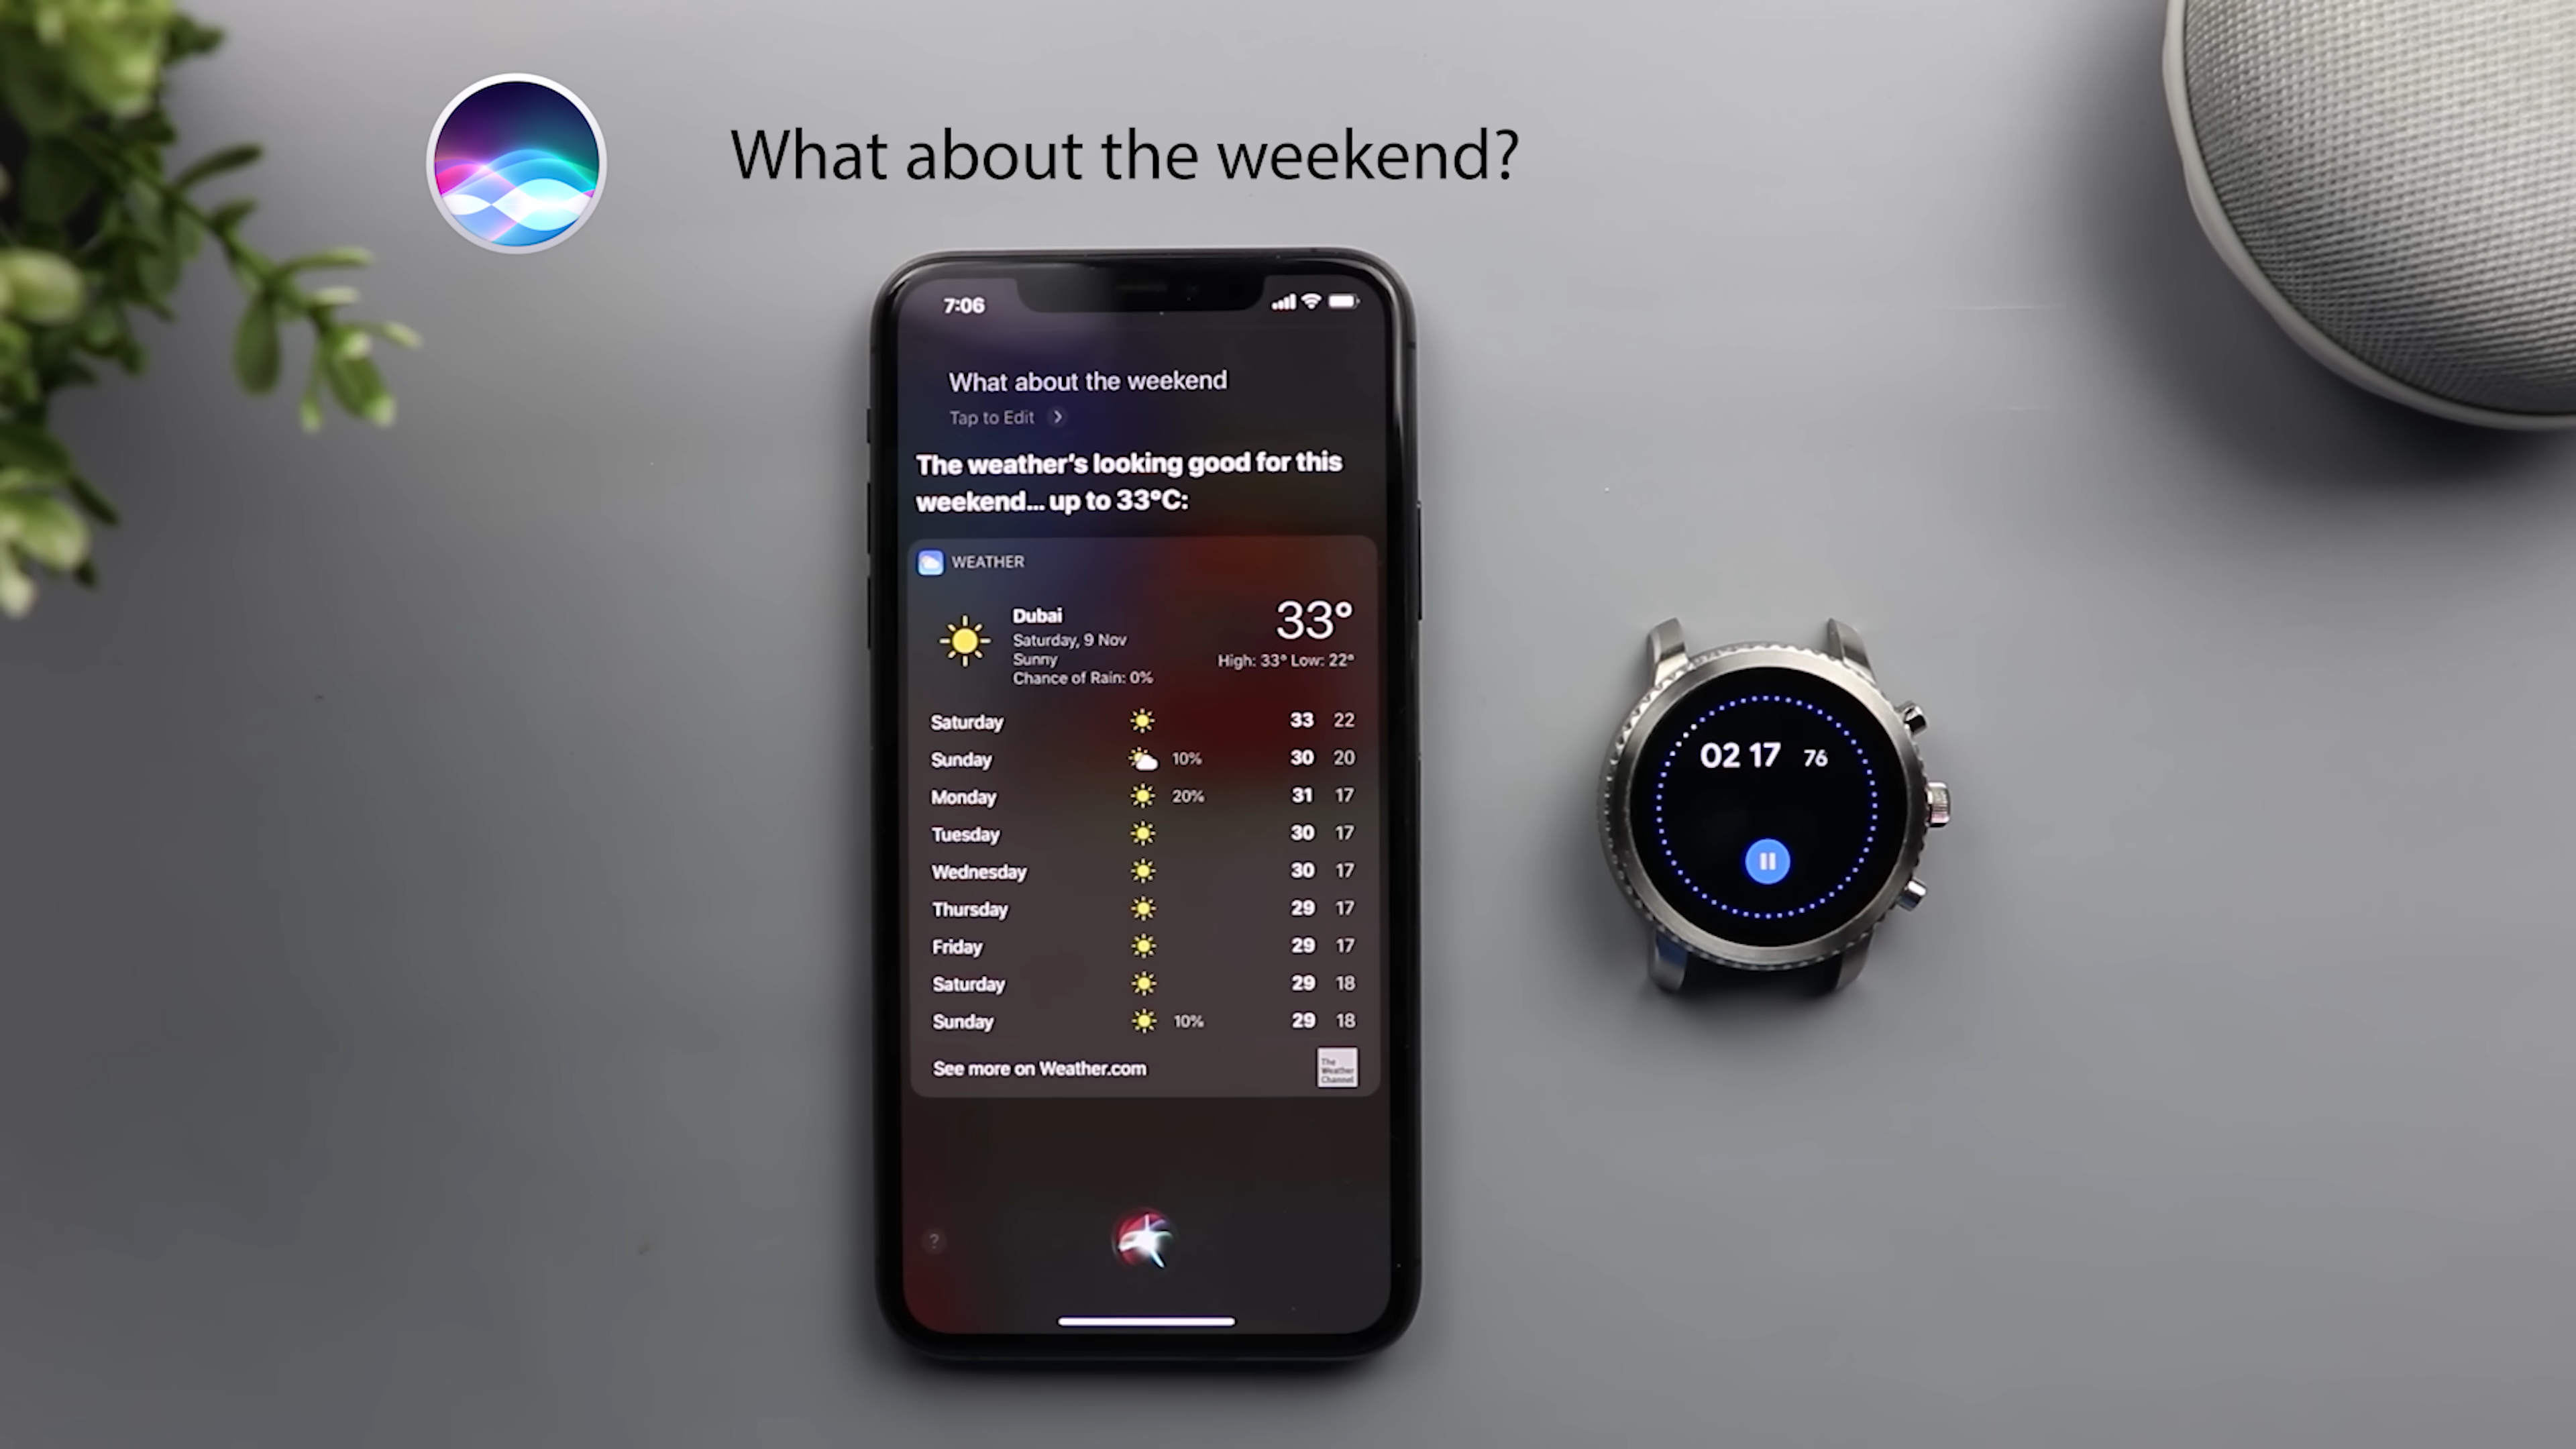 What about the weekend?
7:06
What about the weekend
Tap to Edit
The weather's looking good for this
weekend... up to 33°C:
WEATHER
Dubai
33°
Saturday, 9 Nov
Sunny
High: 33° Low: 22°
Chance of Rain: 0%
Saturday 33 22
Sunday 10% 30 20
Monday 20% 31 17
Tuesday 30 17
Wednesday 30 17
Thursday 29 17
Friday 29 17
Saturday 29 18
Sunday 10% 29 18
See more on Weather.com
The
Weather
Channel
?
02 17 76